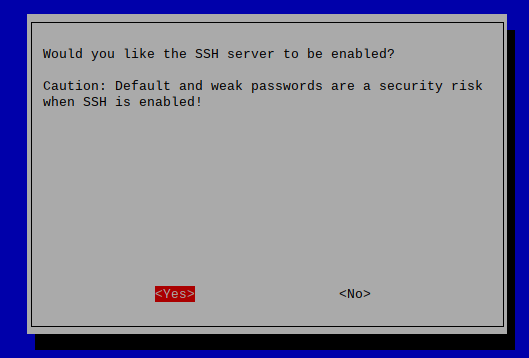 Would you like the SSH server to be enabled?
Caution: Default and weak passwords are a security risk
when SSH is enabled!
<Yes> <No>